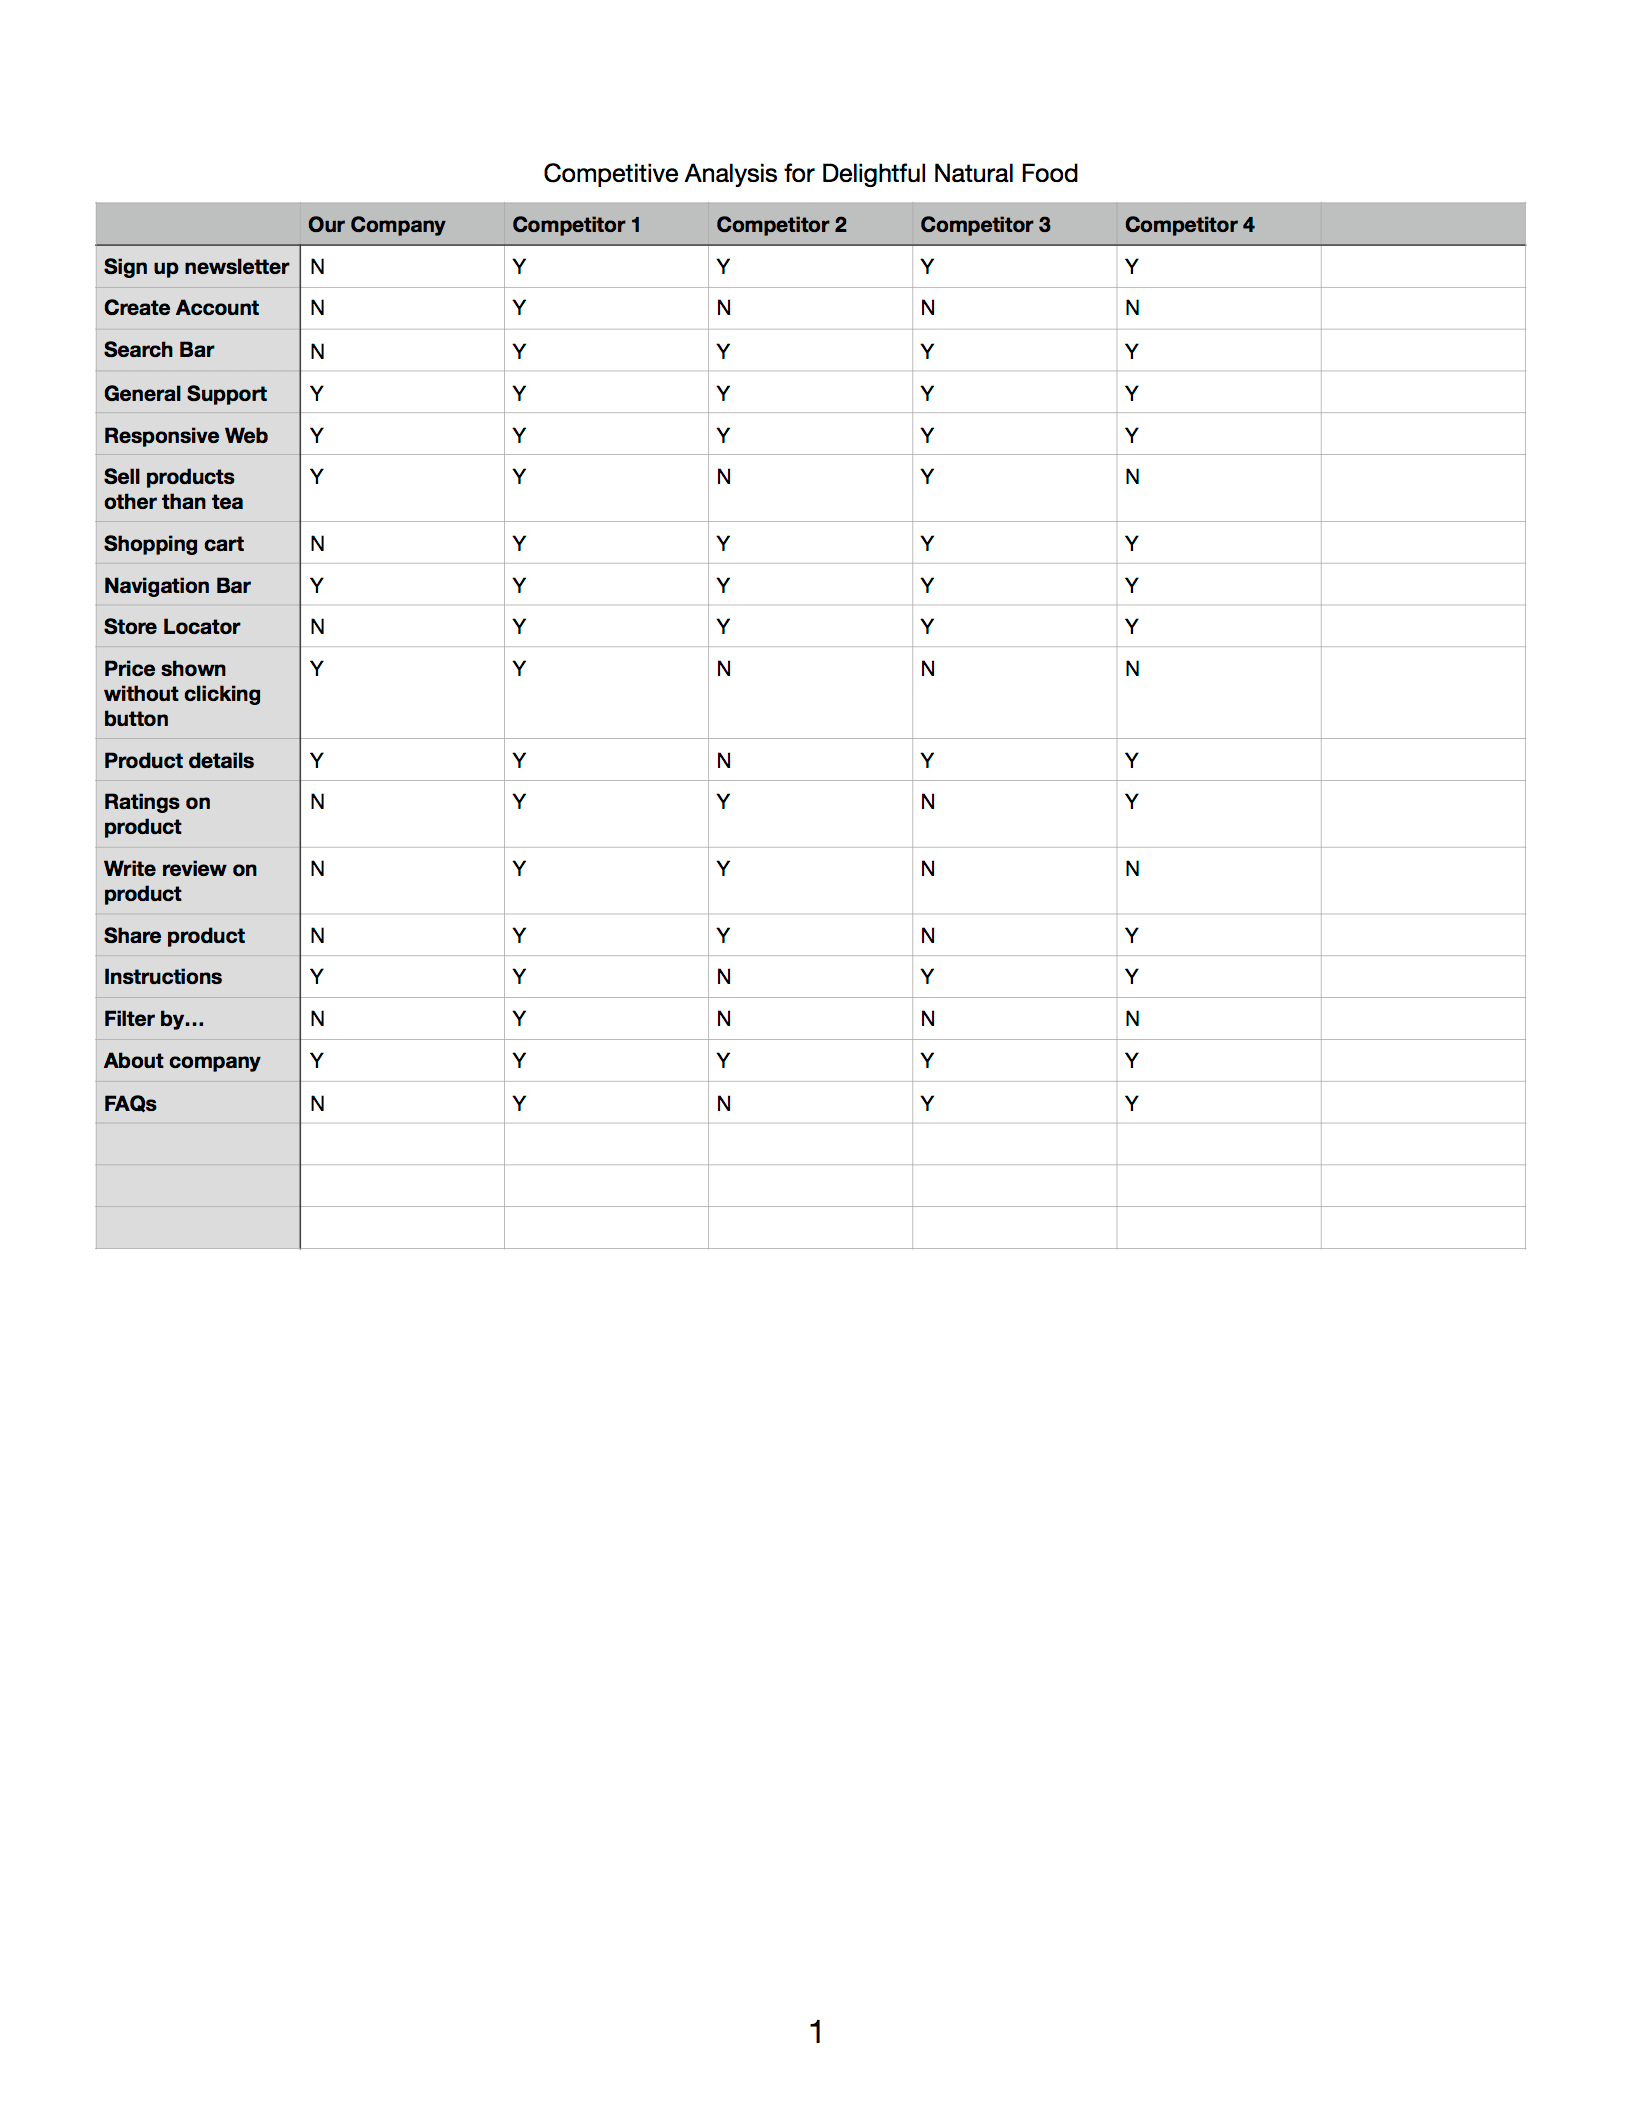 Competitive Analysis for Delightful Natural Food
Our Company Competitor 1 Competitor 2 Competitor 3 Competitor 4
Sign up newsletter N Y Y Y Y
Create Account N Y N N N
Search Bar N Y Y Y Y
General Support Y Y Y Y Y
Responsive Web Y Y Y Y Y
Sell products Y Y N Y N
other than tea
Shopping cart N Y Y Y Y
Navigation Bar Y Y Y Y Y
Store Locator N Y Y Y Y
Price shown Y Y N N N
without clicking
button
Product details Y Y N Y Y
Ratings on N Y Y N Y
product
Write review on N Y Y N N
product
Share product N Y Y N Y
Instructions Y Y N Y Y
Filter by... N Y N N N
About company Y Y Y Y Y
FAQs N Y N Y Y
1